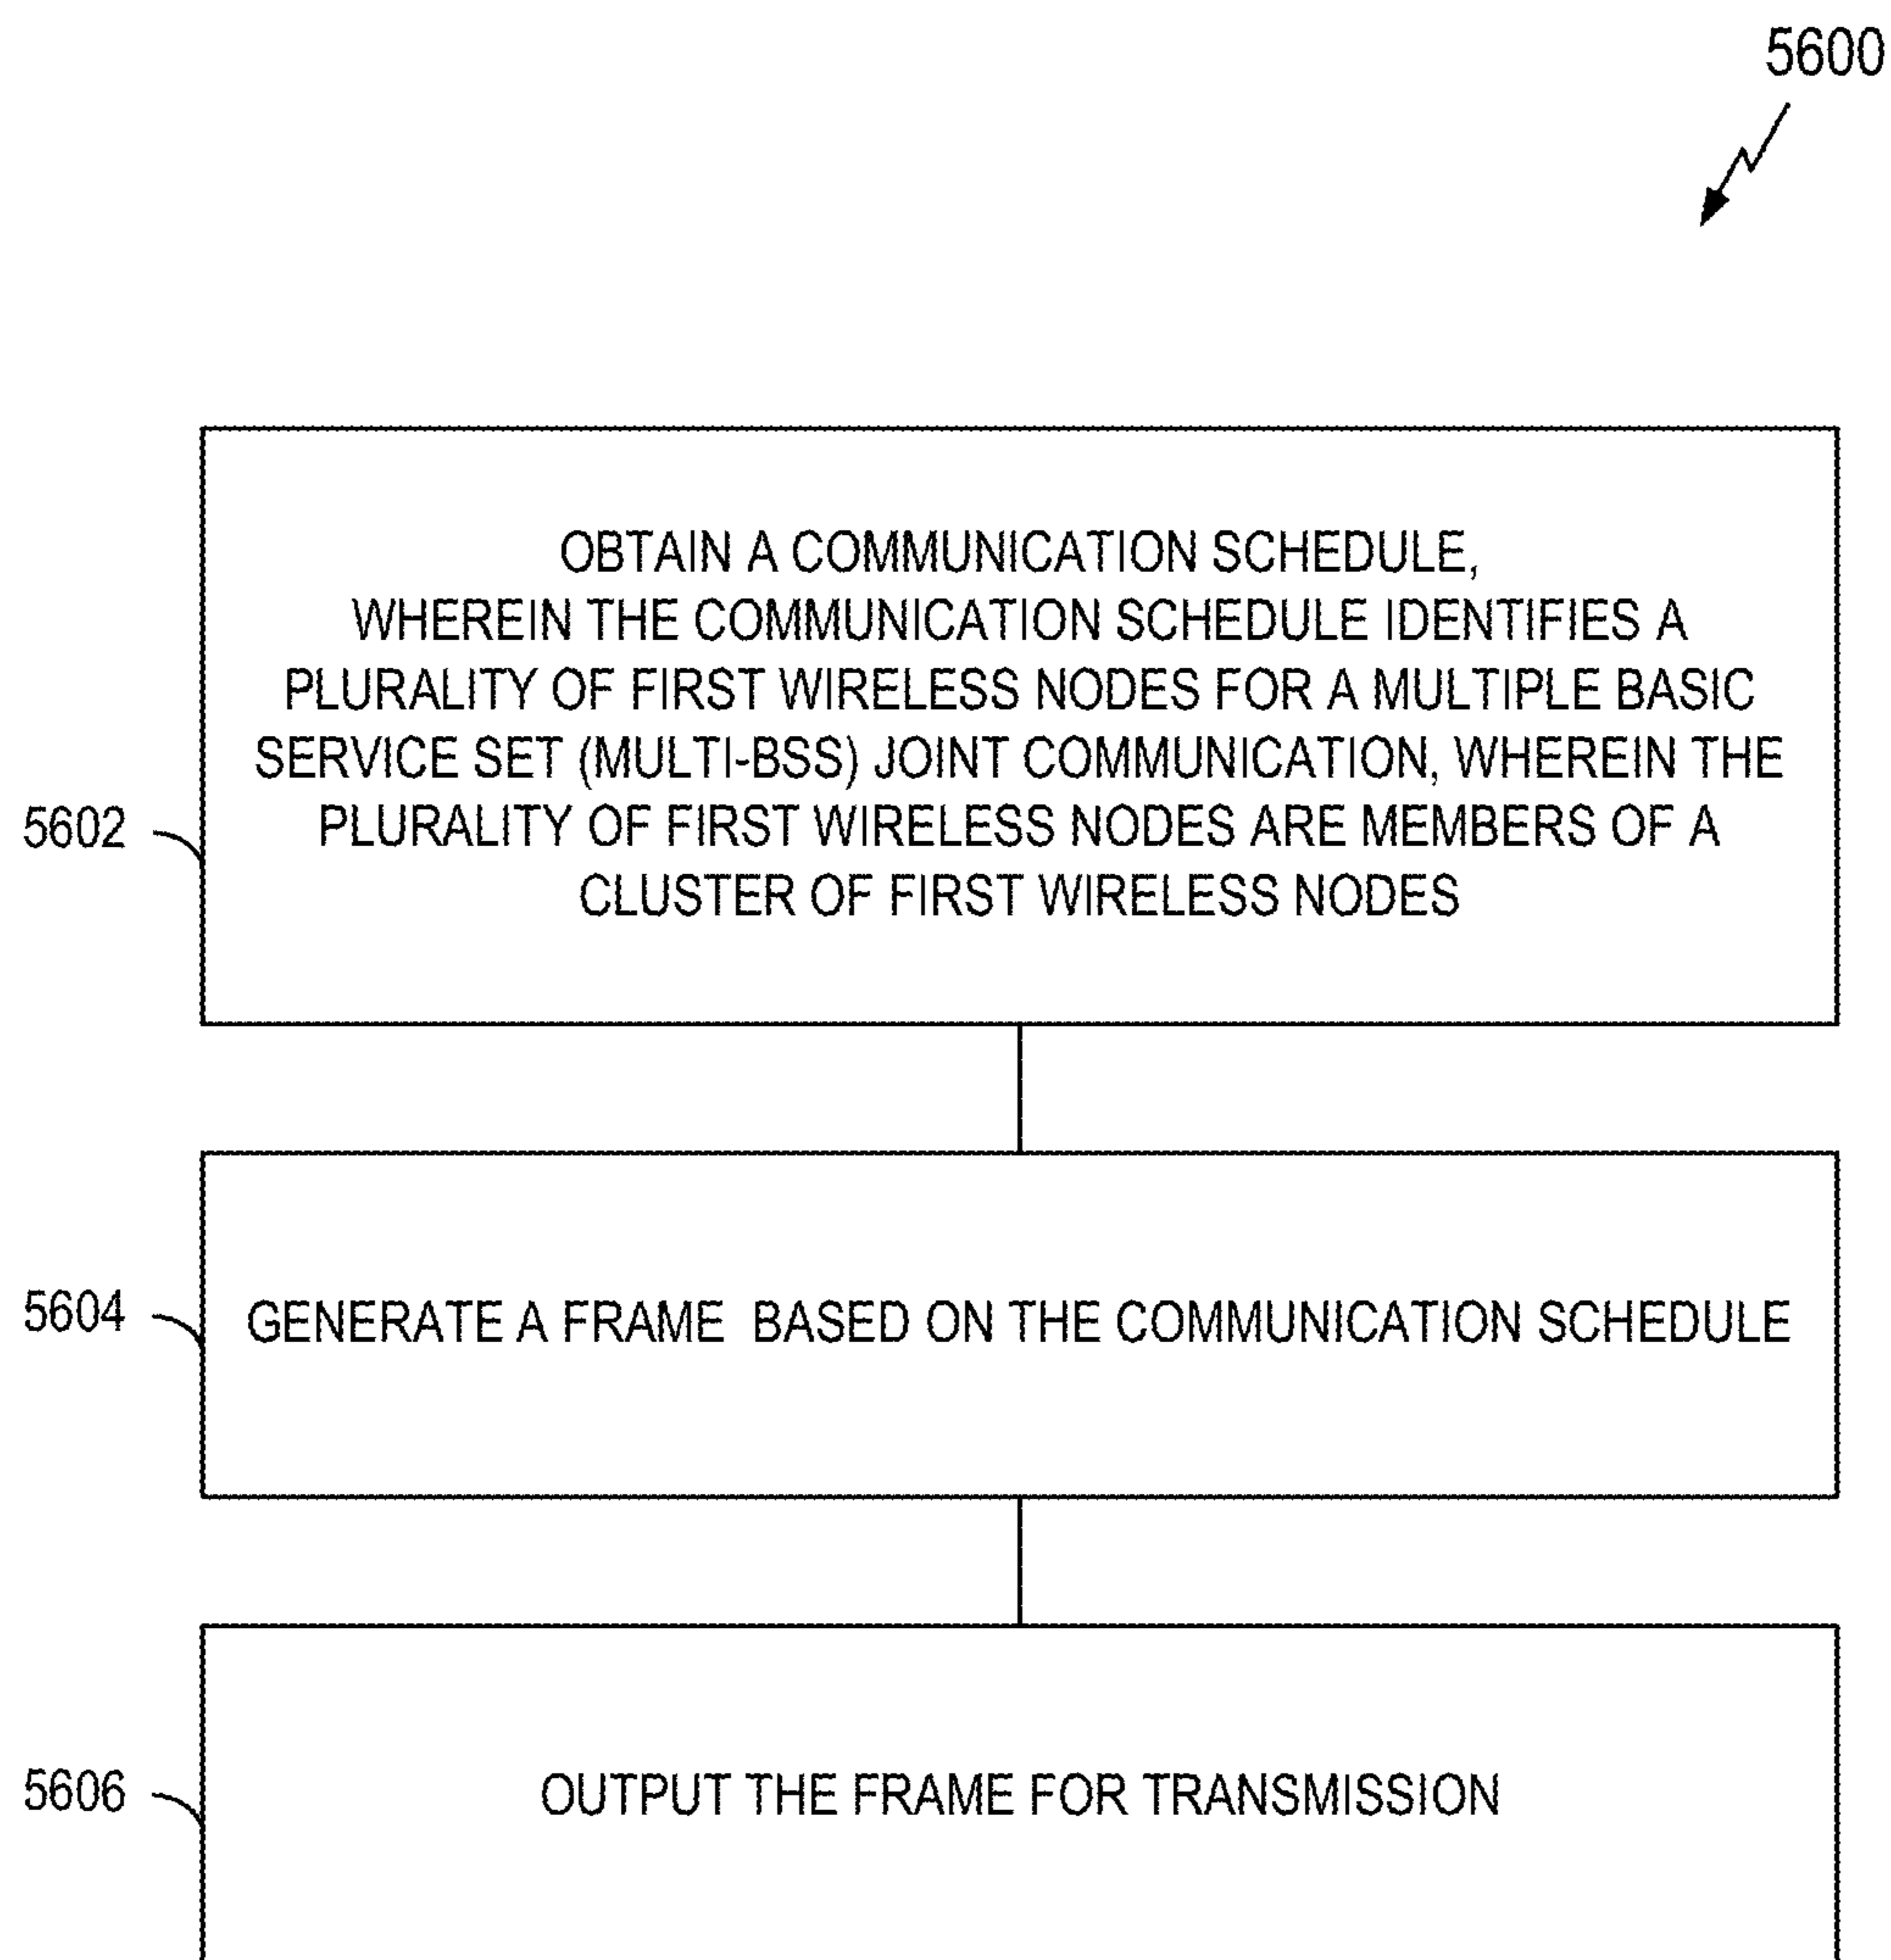 5600
OBTAIN A COMMUNICATION SCHEDULE,
WHEREIN THE COMMUNICATION SCHEDULE IDENTIFIES A
PLURALITY OF FIRST WIRELESS NODES FOR A MULTIPLE BASIC
SERVICE SET (MULTI-BSS) JOINT COMMUNICATION, WHEREIN THE
PLURALITY OF FIRST WIRELESS NODES ARE MEMBERS OF A
CLUSTER OF FIRST WIRELESS NODES
5602
5604
GENERATE A FRAME BASED ON THE COMMUNICATION SCHEDULE
5606
OUTPUT THE FRAME FOR TRANSMISSION